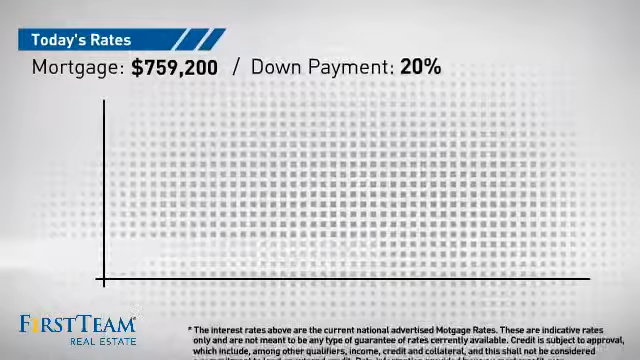 Today's Rates
Mortgage: $759,200 / Down Payment: 20%
FIRSTTEAM®
REAL ESTATE
* The interest rates above are the current national advertised Motgage Rates. These are indicative rates
only and are not meant to be any type of guarantee of rates cerrently available. Credit is subject to approval,
which include, among other qualifiers, income, credit and collateral, and this shall not be considered